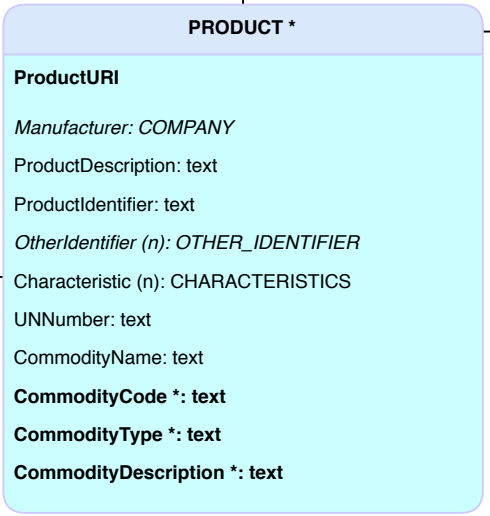 PRODUCT *
ProductURI
Manufacturer: COMPANY
ProductDescription: text
ProductIdentifier: text
OtherIdentifier (n): OTHER_IDENTIFIER
Characteristic (n): CHARACTERISTICS
UNNumber: text
CommodityName: text
CommodityCode *: text
CommodityType *: text
CommodityDescription *: text